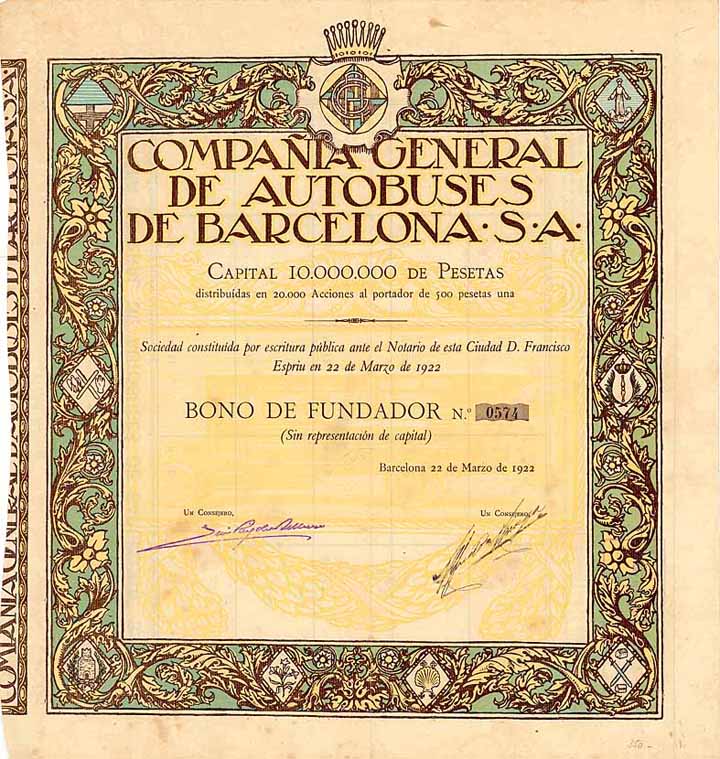 COMPAÑIA GENERAL
DE AUTOBUSES
DE BARCELONA·S·A·
CAPITAL 10.000.000 DE PESETAS
distribuídas en 20.000 Acciones al portador de 500 pesetas una
Sociedad constituída por escritura pública ante el Notario de esta Ciudad D. Francisco
Espriu en 22 de Marzo de 1922
BONO DE FUNDADOR N.º 0574
(Sin representación de capital)
Barcelona 22 de Marzo de 1922
UN CONSEJERO,
UN CONSEJERO,
350.-